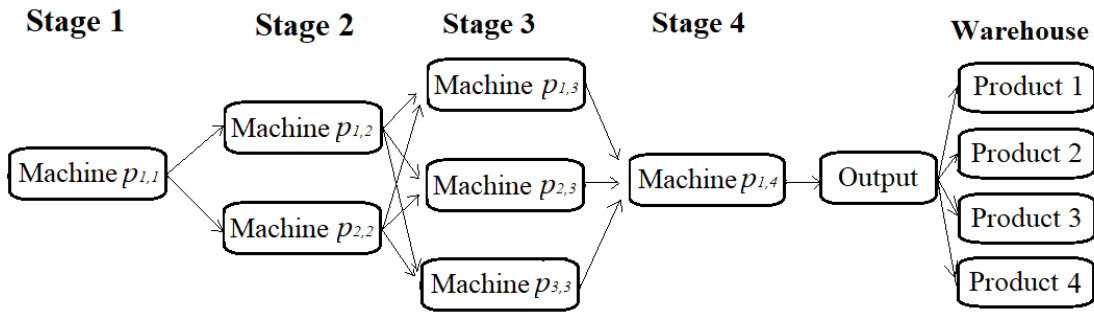 Stage 1
Stage 2
Stage 3
Stage 4
Warehouse
Machine p1,1
Machine p1,2
Machine p2,2
Machine p1,3
Machine p2,3
Machine p3,3
Machine p1,4
Output
Product 1
Product 2
Product 3
Product 4